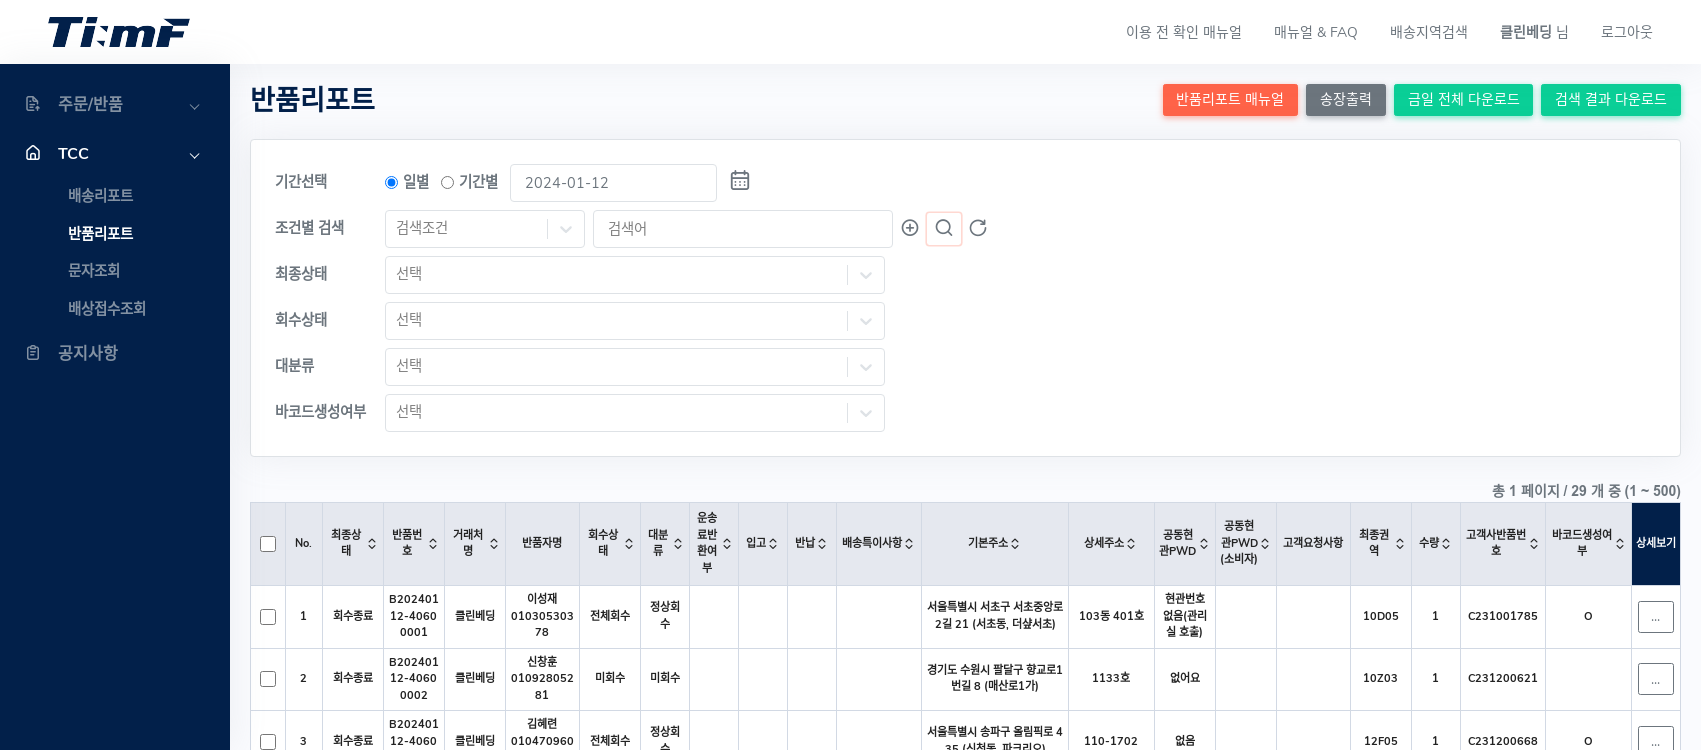 TimF
이용 전 확인 매뉴얼 매뉴얼 & FAQ 배송지역검색 클린베딩 님 로그아웃
주문/반품
TCC
배송리포트
반품리포트
문자조회
배상접수조회
공지사항
반품리포트
반품리포트 매뉴얼 송장출력 금일 전체 다운로드 검색 결과 다운로드
기간선택 일별 기간별 2024-01-12
조건별 검색 검색조건 검색어
최종상태 선택
회수상태 선택
대분류 선택
바코드생성여부 선택
총 1 페이지 / 29 개 중 (1 ~ 500)
No. 최종상태 반품번호 거래처명 반품자명 회수상태 대분류 운송료반환여부 입고 반납 배송특이사항 기본주소 상세주소 공동현관PWD 공동현관PWD(소비자) 고객요청사항 최종권역 수량 고객사반품번호 바코드생성여부 상세보기
1 회수종료 B20240112-40600001 클린베딩 이성재 01030530378 전체회수 정상회수 서울특별시 서초구 서초중앙로2길 21 (서초동, 더샾서초) 103동 401호 현관번호 없음(관리실 호출) 10D05 1 C231001785 O ...
2 회수종료 B20240112-40600002 클린베딩 신창훈 01092805281 미회수 미회수 경기도 수원시 팔달구 향교로1번길 8 (매산로1가) 1133호 없어요 10Z03 1 C231200621 ...
3 회수종료 B20240112-4060 클린베딩 김혜련 010470960 전체회수 정상회수 서울특별시 송파구 올림픽로 435 (신천동, 파크리오) 110-1702 없음 12F05 1 C231200668 O ...